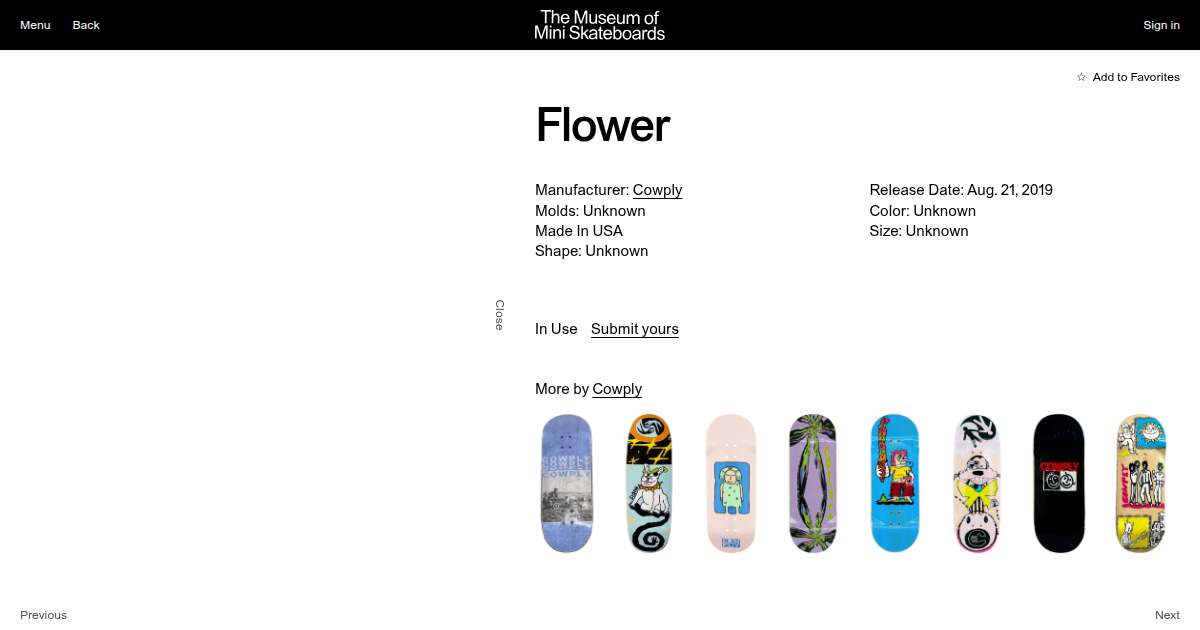 Menu
Back
The Museum of
Mini Skateboards
Sign in
☆ Add to Favorites
Flower
Manufacturer: Cowply
Molds: Unknown
Made In USA
Shape: Unknown
Release Date: Aug. 21, 2019
Color: Unknown
Size: Unknown
Close
In Use Submit yours
More by Cowply
COWPLY
COWPLY
Previous
Next